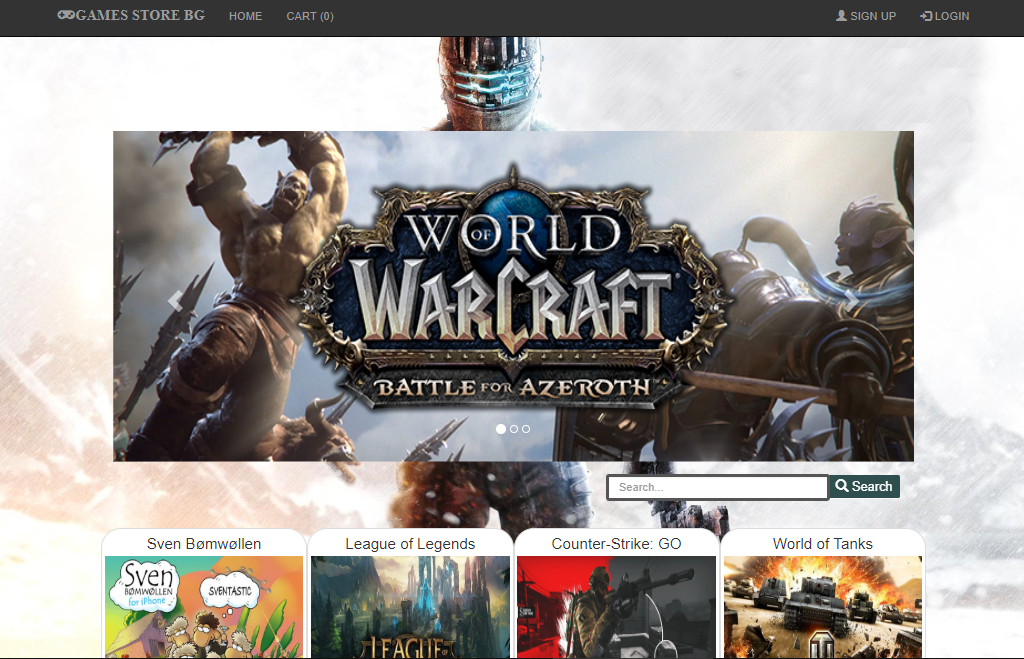 GAMES STORE BG HOME CART (0) SIGN UP LOGIN
WORLD
OF
WARCRAFT
BATTLE FOR AZEROTH
Search... Search
Sven Bømwøllen League of Legends Counter-Strike: GO World of Tanks
Sven
BØMWØLLEN
for iPhone
SVENTASTIC
LEAGUE